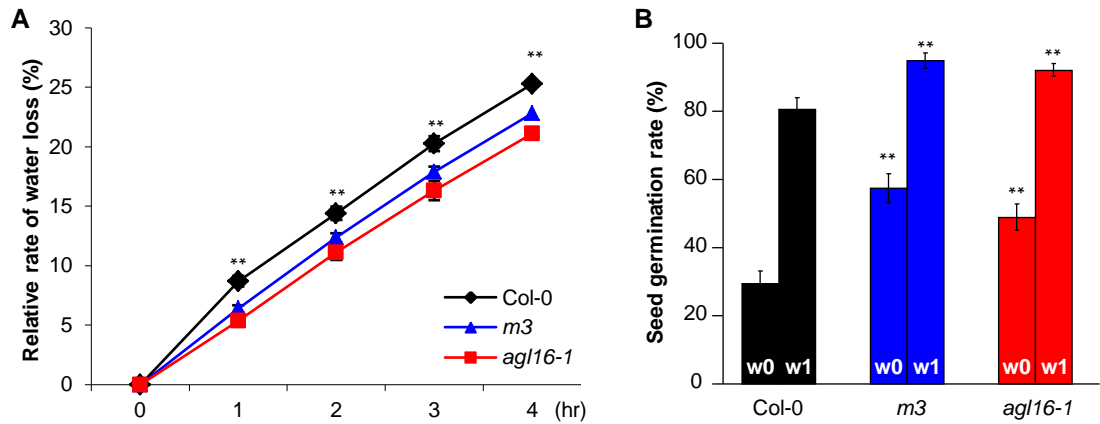 A
Relative rate of water loss (%)
30
25
20
15
10
5
0
0 1 2 3 4 (hr)
**
**
**
**
Col-0
m3
agl16-1
B
Seed germination rate (%)
100
80
60
40
20
0
**
**
**
**
w0 w1
w0 w1
w0 w1
Col-0 m3 agl16-1